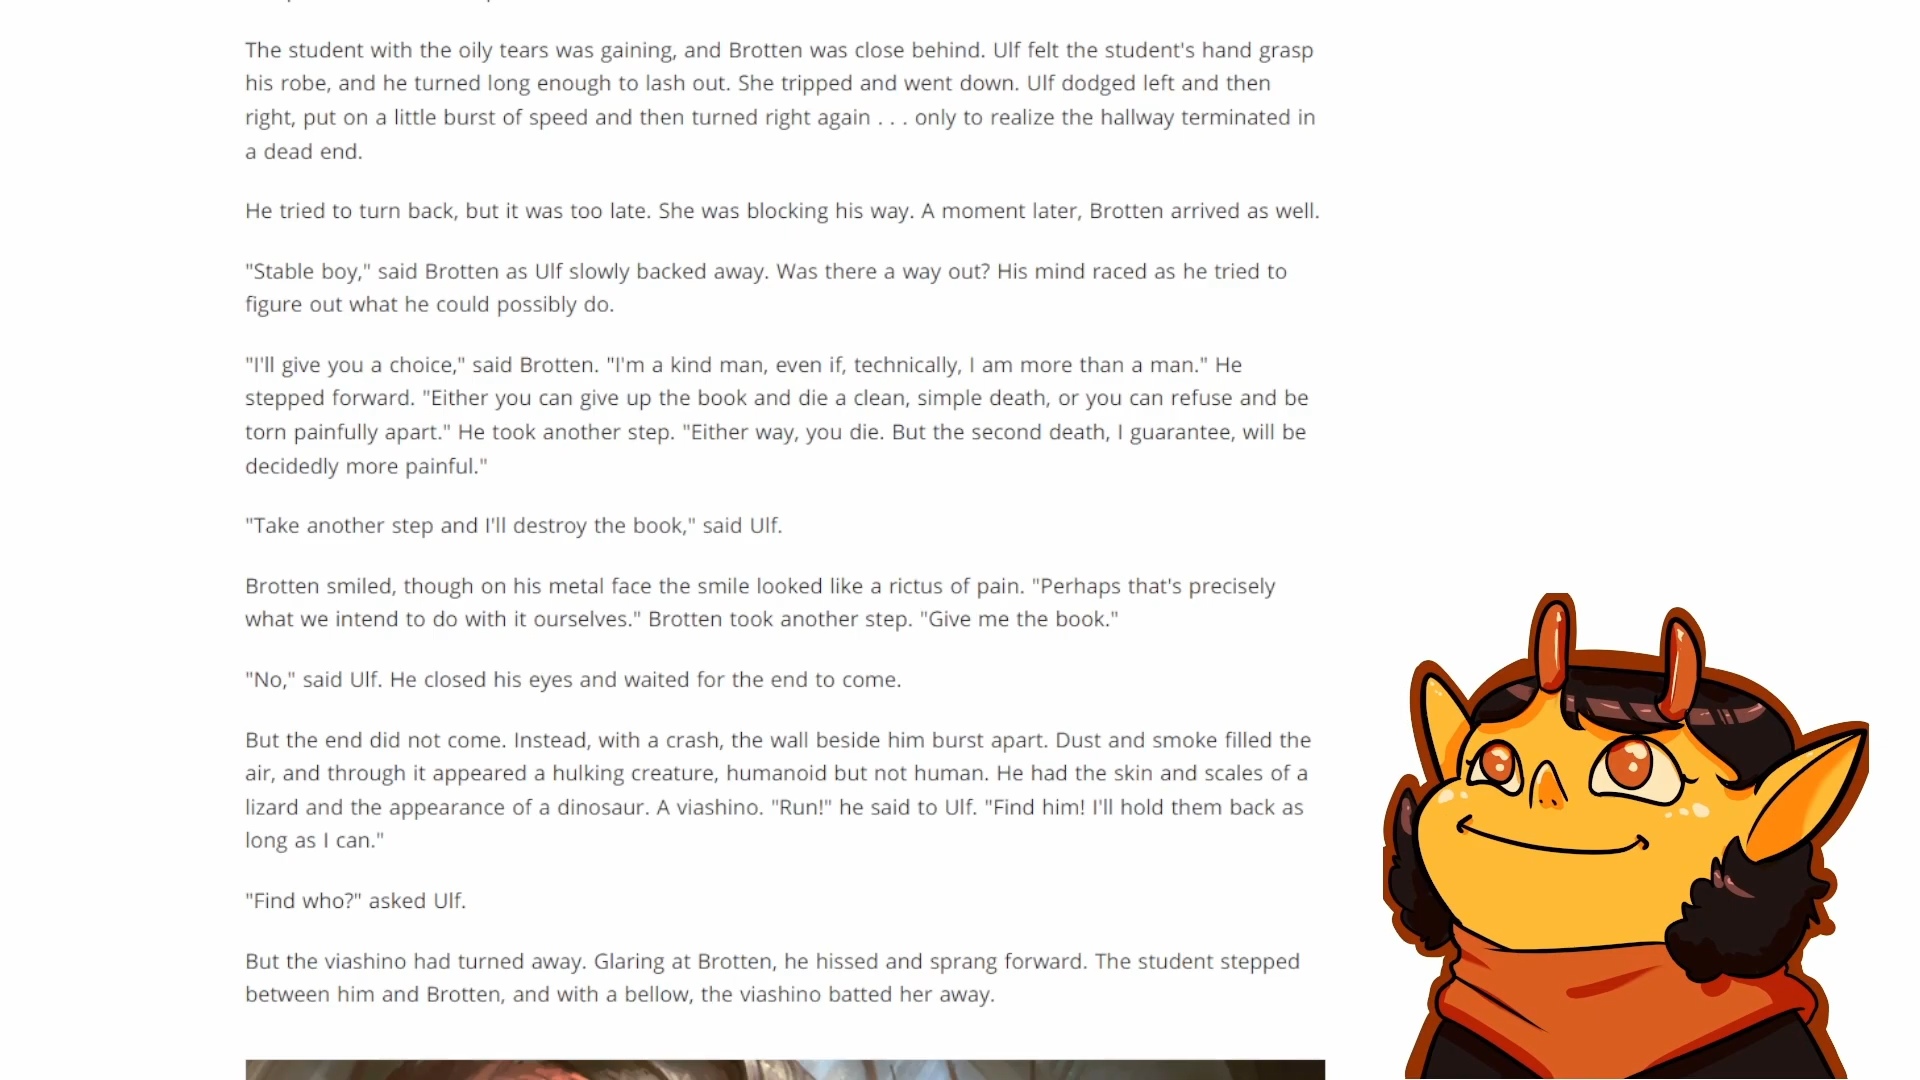 The student with the oily tears was gaining, and Brotten was close behind. Ulf felt the student's hand grasp
his robe, and he turned long enough to lash out. She tripped and went down. Ulf dodged left and then
right, put on a little burst of speed and then turned right again . . . only to realize the hallway terminated in
a dead end.
He tried to turn back, but it was too late. She was blocking his way. A moment later, Brotten arrived as well.
"Stable boy," said Brotten as Ulf slowly backed away. Was there a way out? His mind raced as he tried to
figure out what he could possibly do.
"I'll give you a choice," said Brotten. "I'm a kind man, even if, technically, I am more than a man." He
stepped forward. "Either you can give up the book and die a clean, simple death, or you can refuse and be
torn painfully apart." He took another step. "Either way, you die. But the second death, I guarantee, will be
decidedly more painful."
"Take another step and I'll destroy the book," said Ulf.
Brotten smiled, though on his metal face the smile looked like a rictus of pain. "Perhaps that's precisely
what we intend to do with it ourselves." Brotten took another step. "Give me the book."
"No," said Ulf. He closed his eyes and waited for the end to come.
But the end did not come. Instead, with a crash, the wall beside him burst apart. Dust and smoke filled the
air, and through it appeared a hulking creature, humanoid but not human. He had the skin and scales of a
lizard and the appearance of a dinosaur. A viashino. "Run!" he said to Ulf. "Find him! I'll hold them back as
long as I can."
"Find who?" asked Ulf.
But the viashino had turned away. Glaring at Brotten, he hissed and sprang forward. The student stepped
between him and Brotten, and with a bellow, the viashino batted her away.